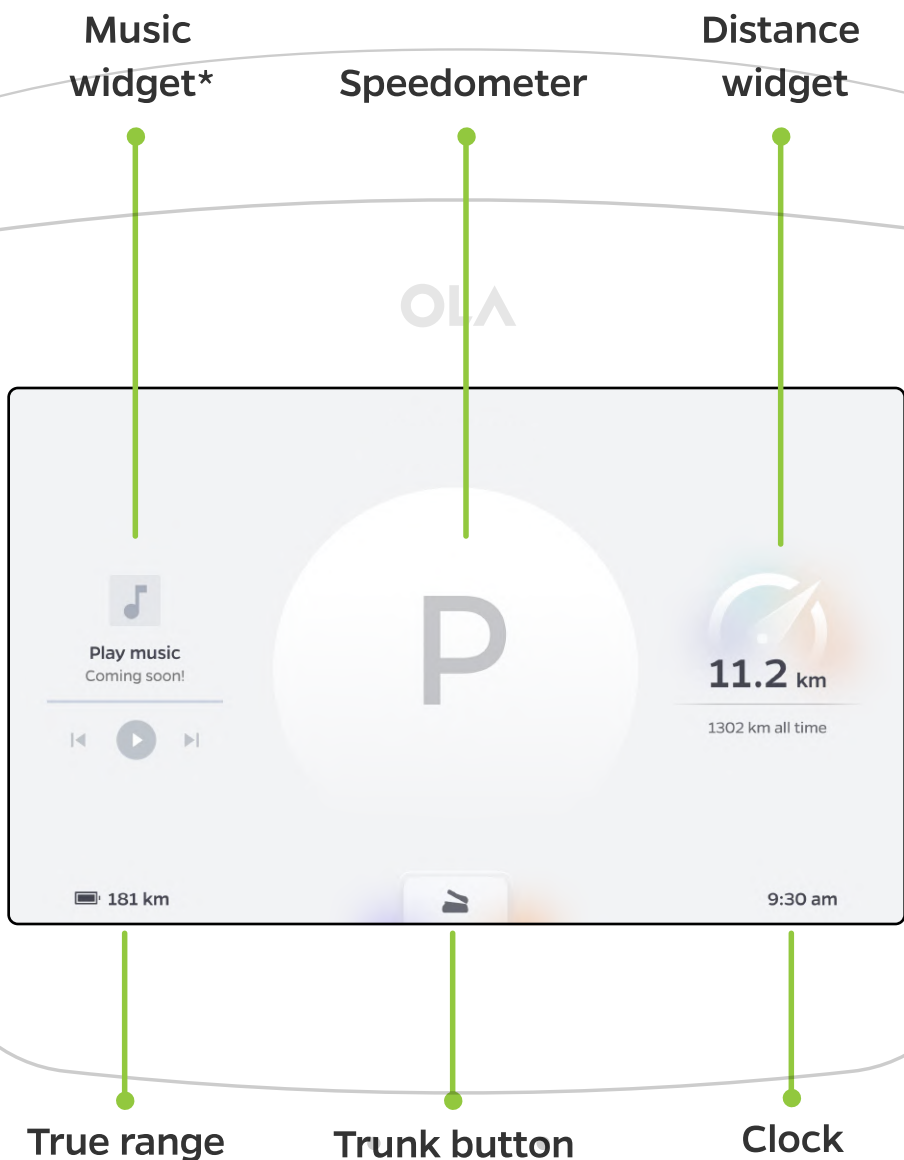 Music
widget*
Speedometer
Distance
widget
OLA
P
Play music
Coming soon!
11.2 km
1302 km all time
181 km
9:30 am
True range
Trunk button
Clock